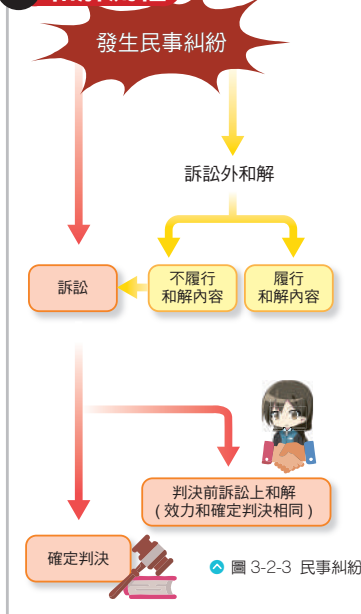 發生民事糾紛
訴訟外和解
訴訟
不履行
和解內容
履行
和解內容
判決前訴訟上和解
(效力和確定判決相同)
確定判決
圖 3-2-3 民事糾紛